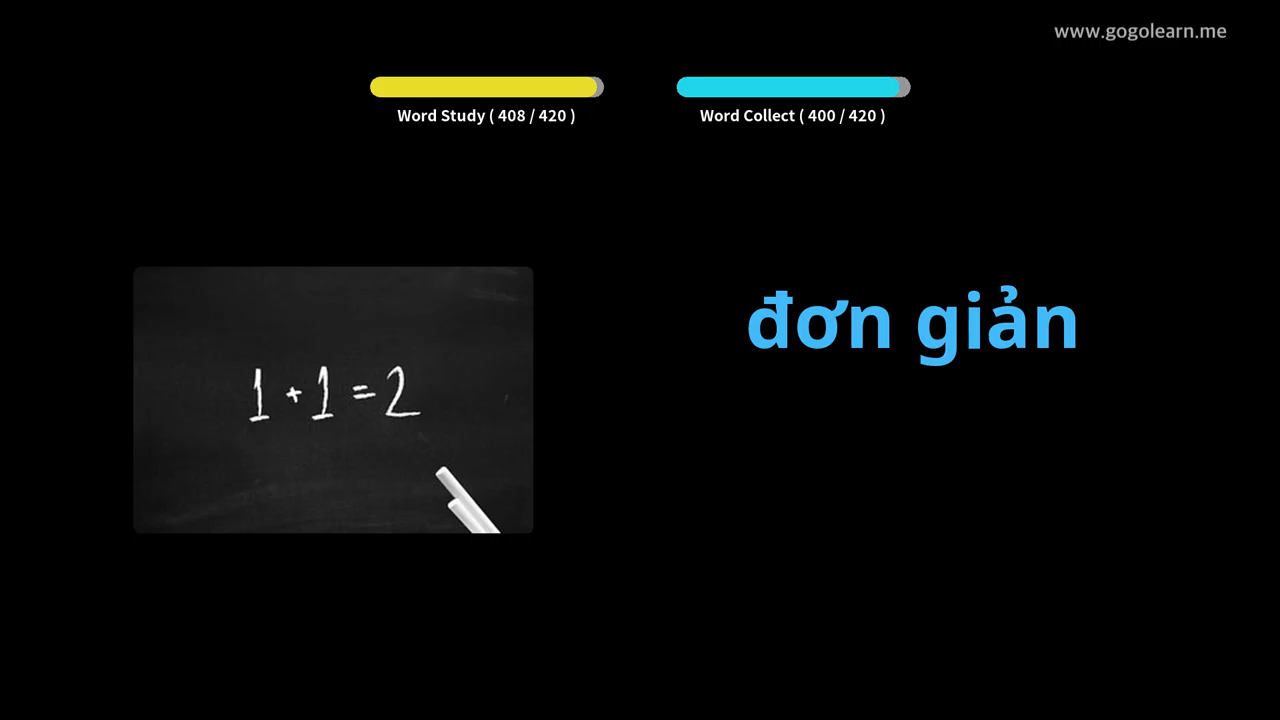 www.gogolearn.me
Word Study ( 408 / 420 )
Word Collect ( 400 / 420 )
đơn giản
1 + 1 = 2